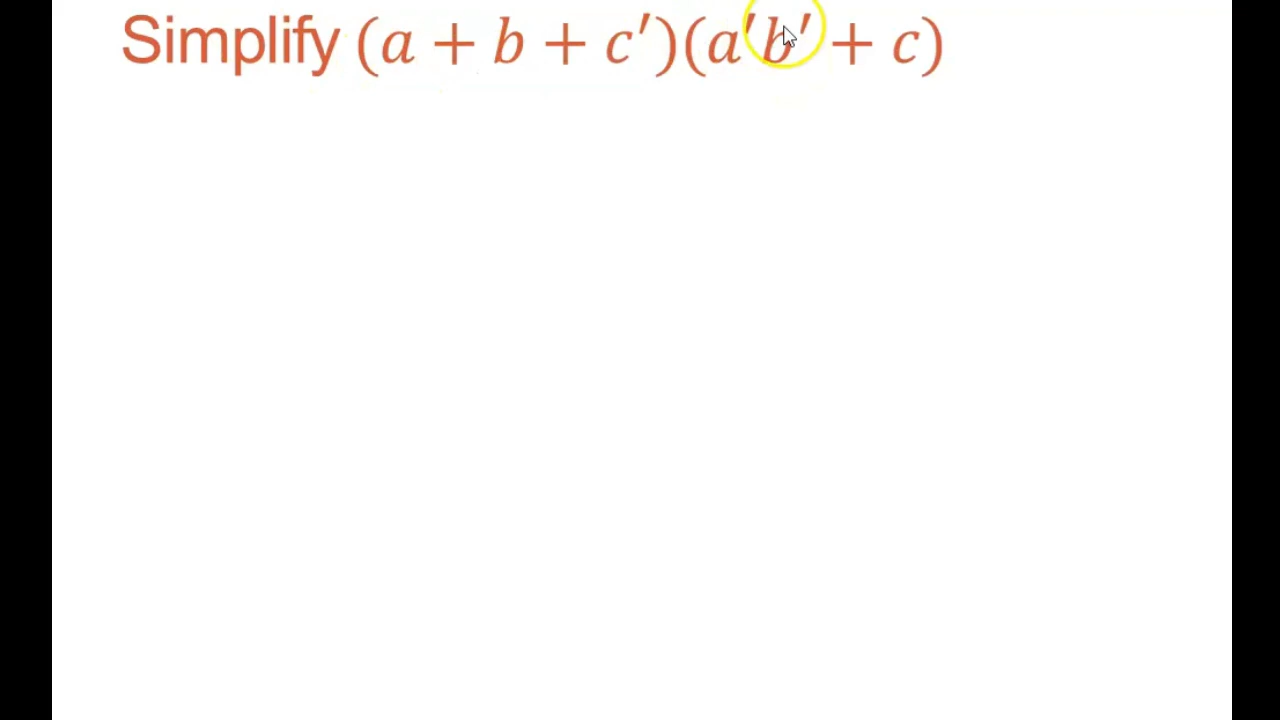 Simplify (a + b + c′)(a′b′ + c)